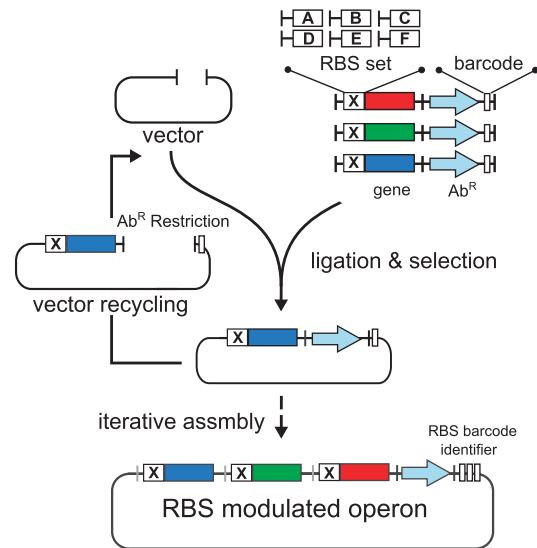 A B C
D E F
RBS set
barcode
X
X
X
gene
Ab^R
vector
Ab^R Restriction
X
vector recycling
ligation & selection
X
iterative assmbly
RBS barcode
identifier
X X X
RBS modulated operon